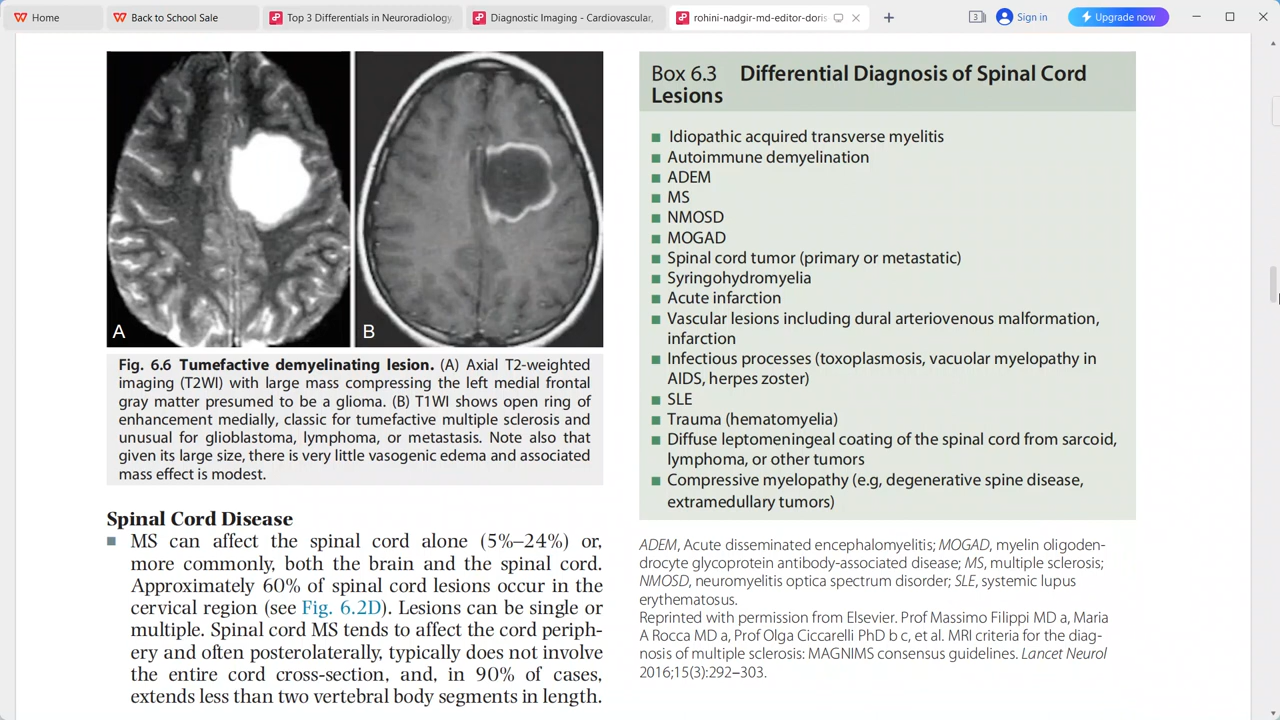 Home
Back to School Sale
Top 3 Differentials in Neuroradiology
Diagnostic Imaging - Cardiovascular,
rohini-nadgir-md-editor-doris
3
Sign in
Upgrade now
A
B
Fig. 6.6 Tumefactive demyelinating lesion. (A) Axial T2-weighted
imaging (T2WI) with large mass compressing the left medial frontal
gray matter presumed to be a glioma. (B) T1WI shows open ring of
enhancement medially, classic for tumefactive multiple sclerosis and
unusual for glioblastoma, lymphoma, or metastasis. Note also that
given its large size, there is very little vasogenic edema and associated
mass effect is modest.
Spinal Cord Disease
■ MS can affect the spinal cord alone (5%–24%) or,
more commonly, both the brain and the spinal cord.
Approximately 60% of spinal cord lesions occur in the
cervical region (see Fig. 6.2D). Lesions can be single or
multiple. Spinal cord MS tends to affect the cord periph-
ery and often posterolaterally, typically does not involve
the entire cord cross-section, and, in 90% of cases,
extends less than two vertebral body segments in length.
Box 6.3 Differential Diagnosis of Spinal Cord
Lesions
■ Idiopathic acquired transverse myelitis
■ Autoimmune demyelination
■ ADEM
■ MS
■ NMOSD
■ MOGAD
■ Spinal cord tumor (primary or metastatic)
■ Syringohydromyelia
■ Acute infarction
■ Vascular lesions including dural arteriovenous malformation,
infarction
■ Infectious processes (toxoplasmosis, vacuolar myelopathy in
AIDS, herpes zoster)
■ SLE
■ Trauma (hematomyelia)
■ Diffuse leptomeningeal coating of the spinal cord from sarcoid,
lymphoma, or other tumors
■ Compressive myelopathy (e.g, degenerative spine disease,
extramedullary tumors)
ADEM, Acute disseminated encephalomyelitis; MOGAD, myelin oligoden-
drocyte glycoprotein antibody-associated disease; MS, multiple sclerosis;
NMOSD, neuromyelitis optica spectrum disorder; SLE, systemic lupus
erythematosus.
Reprinted with permission from Elsevier. Prof Massimo Filippi MD a, Maria
A Rocca MD a, Prof Olga Ciccarelli PhD b c, et al. MRI criteria for the diag-
nosis of multiple sclerosis: MAGNIMS consensus guidelines. Lancet Neurol
2016;15(3):292–303.